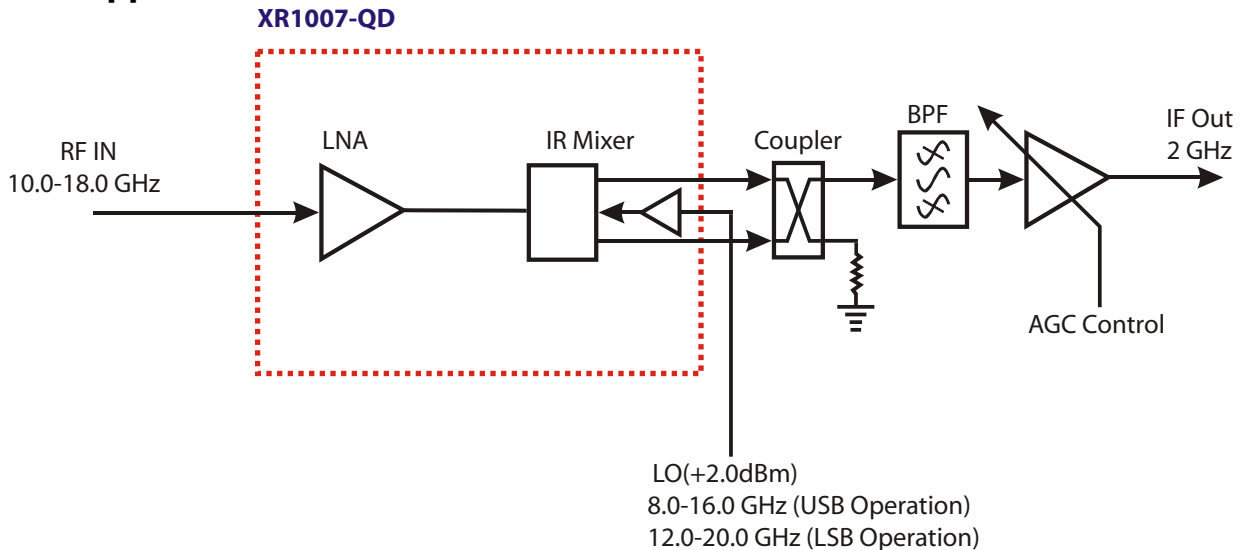 XR1007-QD
RF IN
10.0-18.0 GHz
LNA
IR Mixer
Coupler
BPF
IF Out
2 GHz
AGC Control
LO(+2.0dBm)
8.0-16.0 GHz (USB Operation)
12.0-20.0 GHz (LSB Operation)